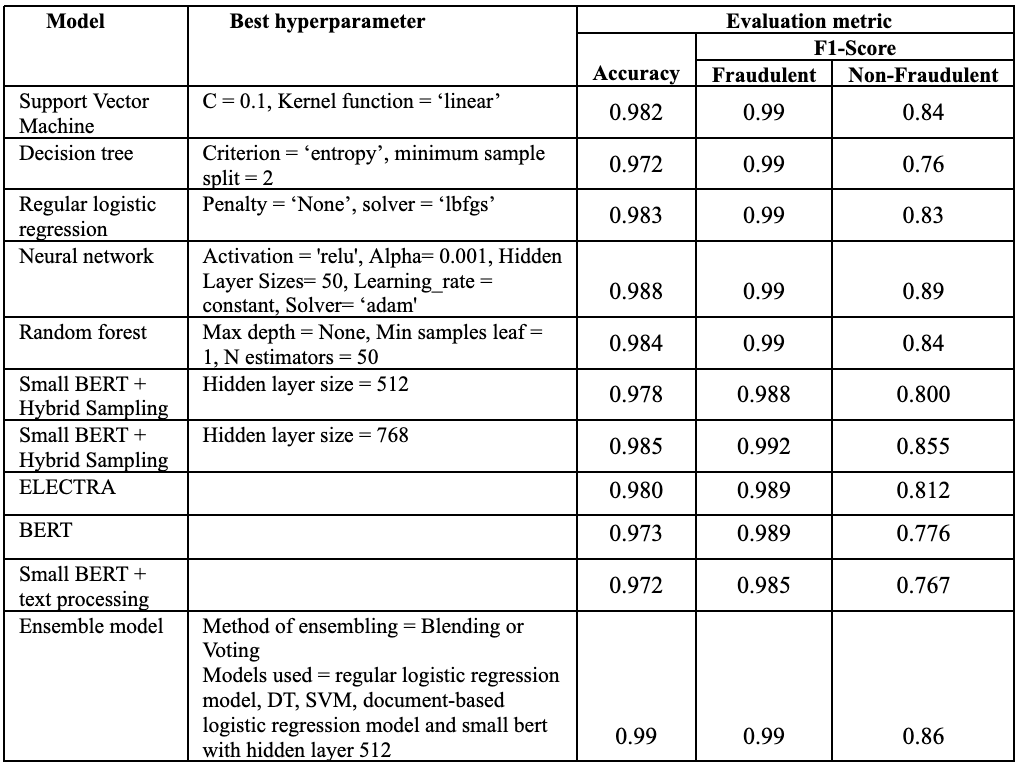 Model Best hyperparameter Evaluation metric
F1-Score
Accuracy Fraudulent Non-Fraudulent
Support Vector
Machine
C = 0.1, Kernel function = ‘linear’
0.982 0.99 0.84
Decision tree
Criterion = ‘entropy’, minimum sample
split = 2
0.972 0.99 0.76
Regular logistic
regression
Penalty = ‘None’, solver = ‘lbfgs’
0.983 0.99 0.83
Neural network
Activation = 'relu', Alpha= 0.001, Hidden
Layer Sizes= 50, Learning_rate =
constant, Solver= ‘adam'
0.988 0.99 0.89
Random forest
Max depth = None, Min samples leaf =
1, N estimators = 50
0.984 0.99 0.84
Small BERT +
Hybrid Sampling
Hidden layer size = 512
0.978 0.988 0.800
Small BERT +
Hybrid Sampling
Hidden layer size = 768
0.985 0.992 0.855
ELECTRA
0.980 0.989 0.812
BERT
0.973 0.989 0.776
Small BERT +
text processing
0.972 0.985 0.767
Ensemble model
Method of ensembling = Blending or
Voting
Models used = regular logistic regression
model, DT, SVM, document-based
logistic regression model and small bert
with hidden layer 512
0.99 0.99 0.86